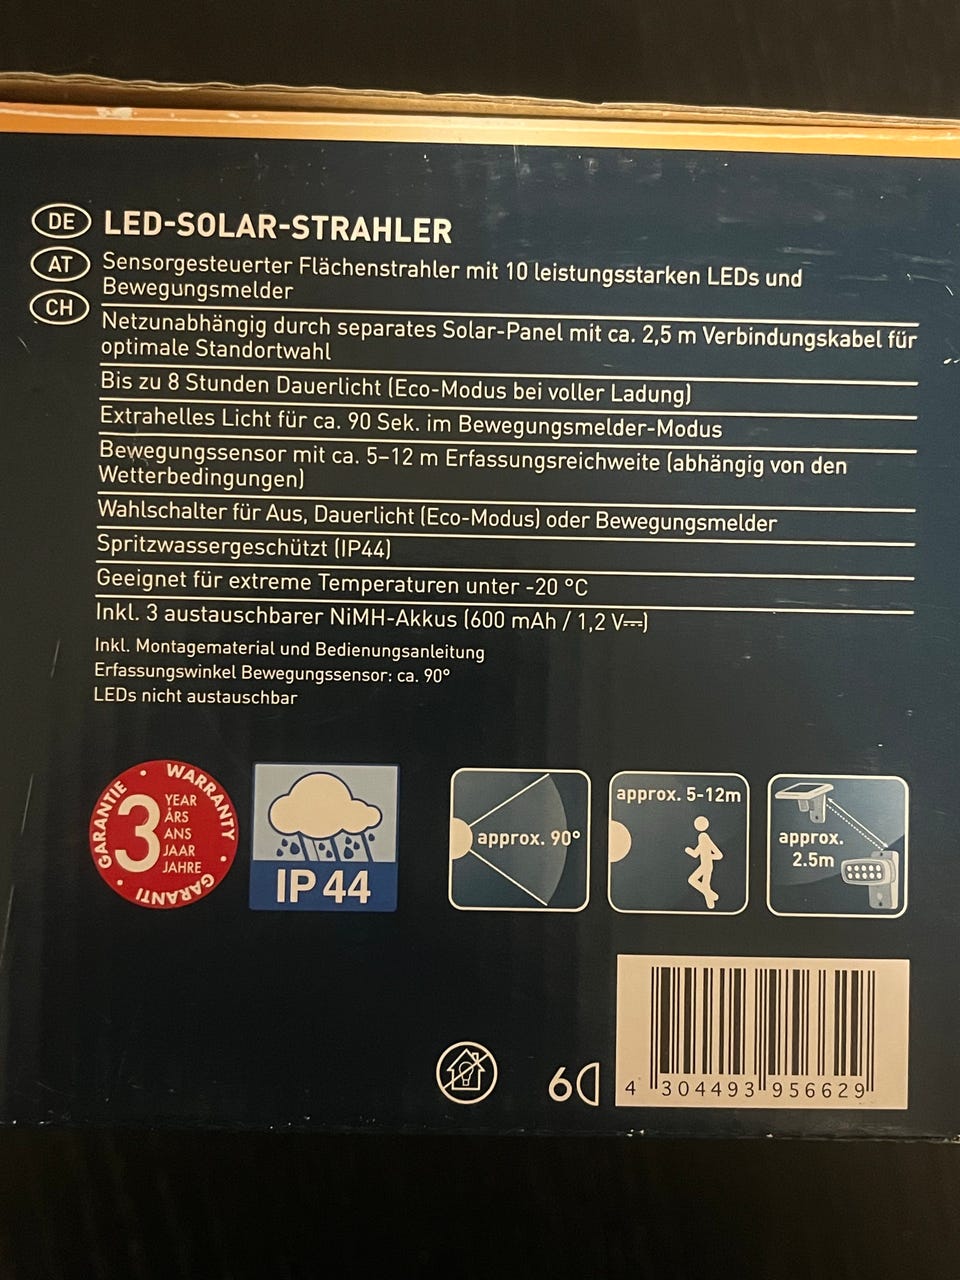 DE LED-SOLAR-STRAHLER
AT Sensorgesteuerter Flächenstrahler mit 10 leistungsstarken LEDs und
CH Bewegungsmelder
Netzunabhängig durch separates Solar-Panel mit ca. 2,5 m Verbindungskabel für
optimale Standortwahl
Bis zu 8 Stunden Dauerlicht (Eco-Modus bei voller Ladung)
Extrahelles Licht für ca. 90 Sek. im Bewegungsmelder-Modus
Bewegungssensor mit ca. 5–12 m Erfassungsreichweite (abhängig von den
Wetterbedingungen)
Wahlschalter für Aus, Dauerlicht (Eco-Modus) oder Bewegungsmelder
Spritzwassergeschützt (IP44)
Geeignet für extreme Temperaturen unter -20 °C
Inkl. 3 austauschbarer NiMH-Akkus (600 mAh / 1,2 V⎓)
Inkl. Montagematerial und Bedienungsanleitung
Erfassungswinkel Bewegungssensor: ca. 90°
LEDs nicht austauschbar
GARANTIE • WARRANTY • GARANTI •
3
YEAR
ÅRS
ANS
JAAR
JAHRE
IP 44
approx. 90°
approx. 5-12m
approx.
2.5m
6
4 304493 956629